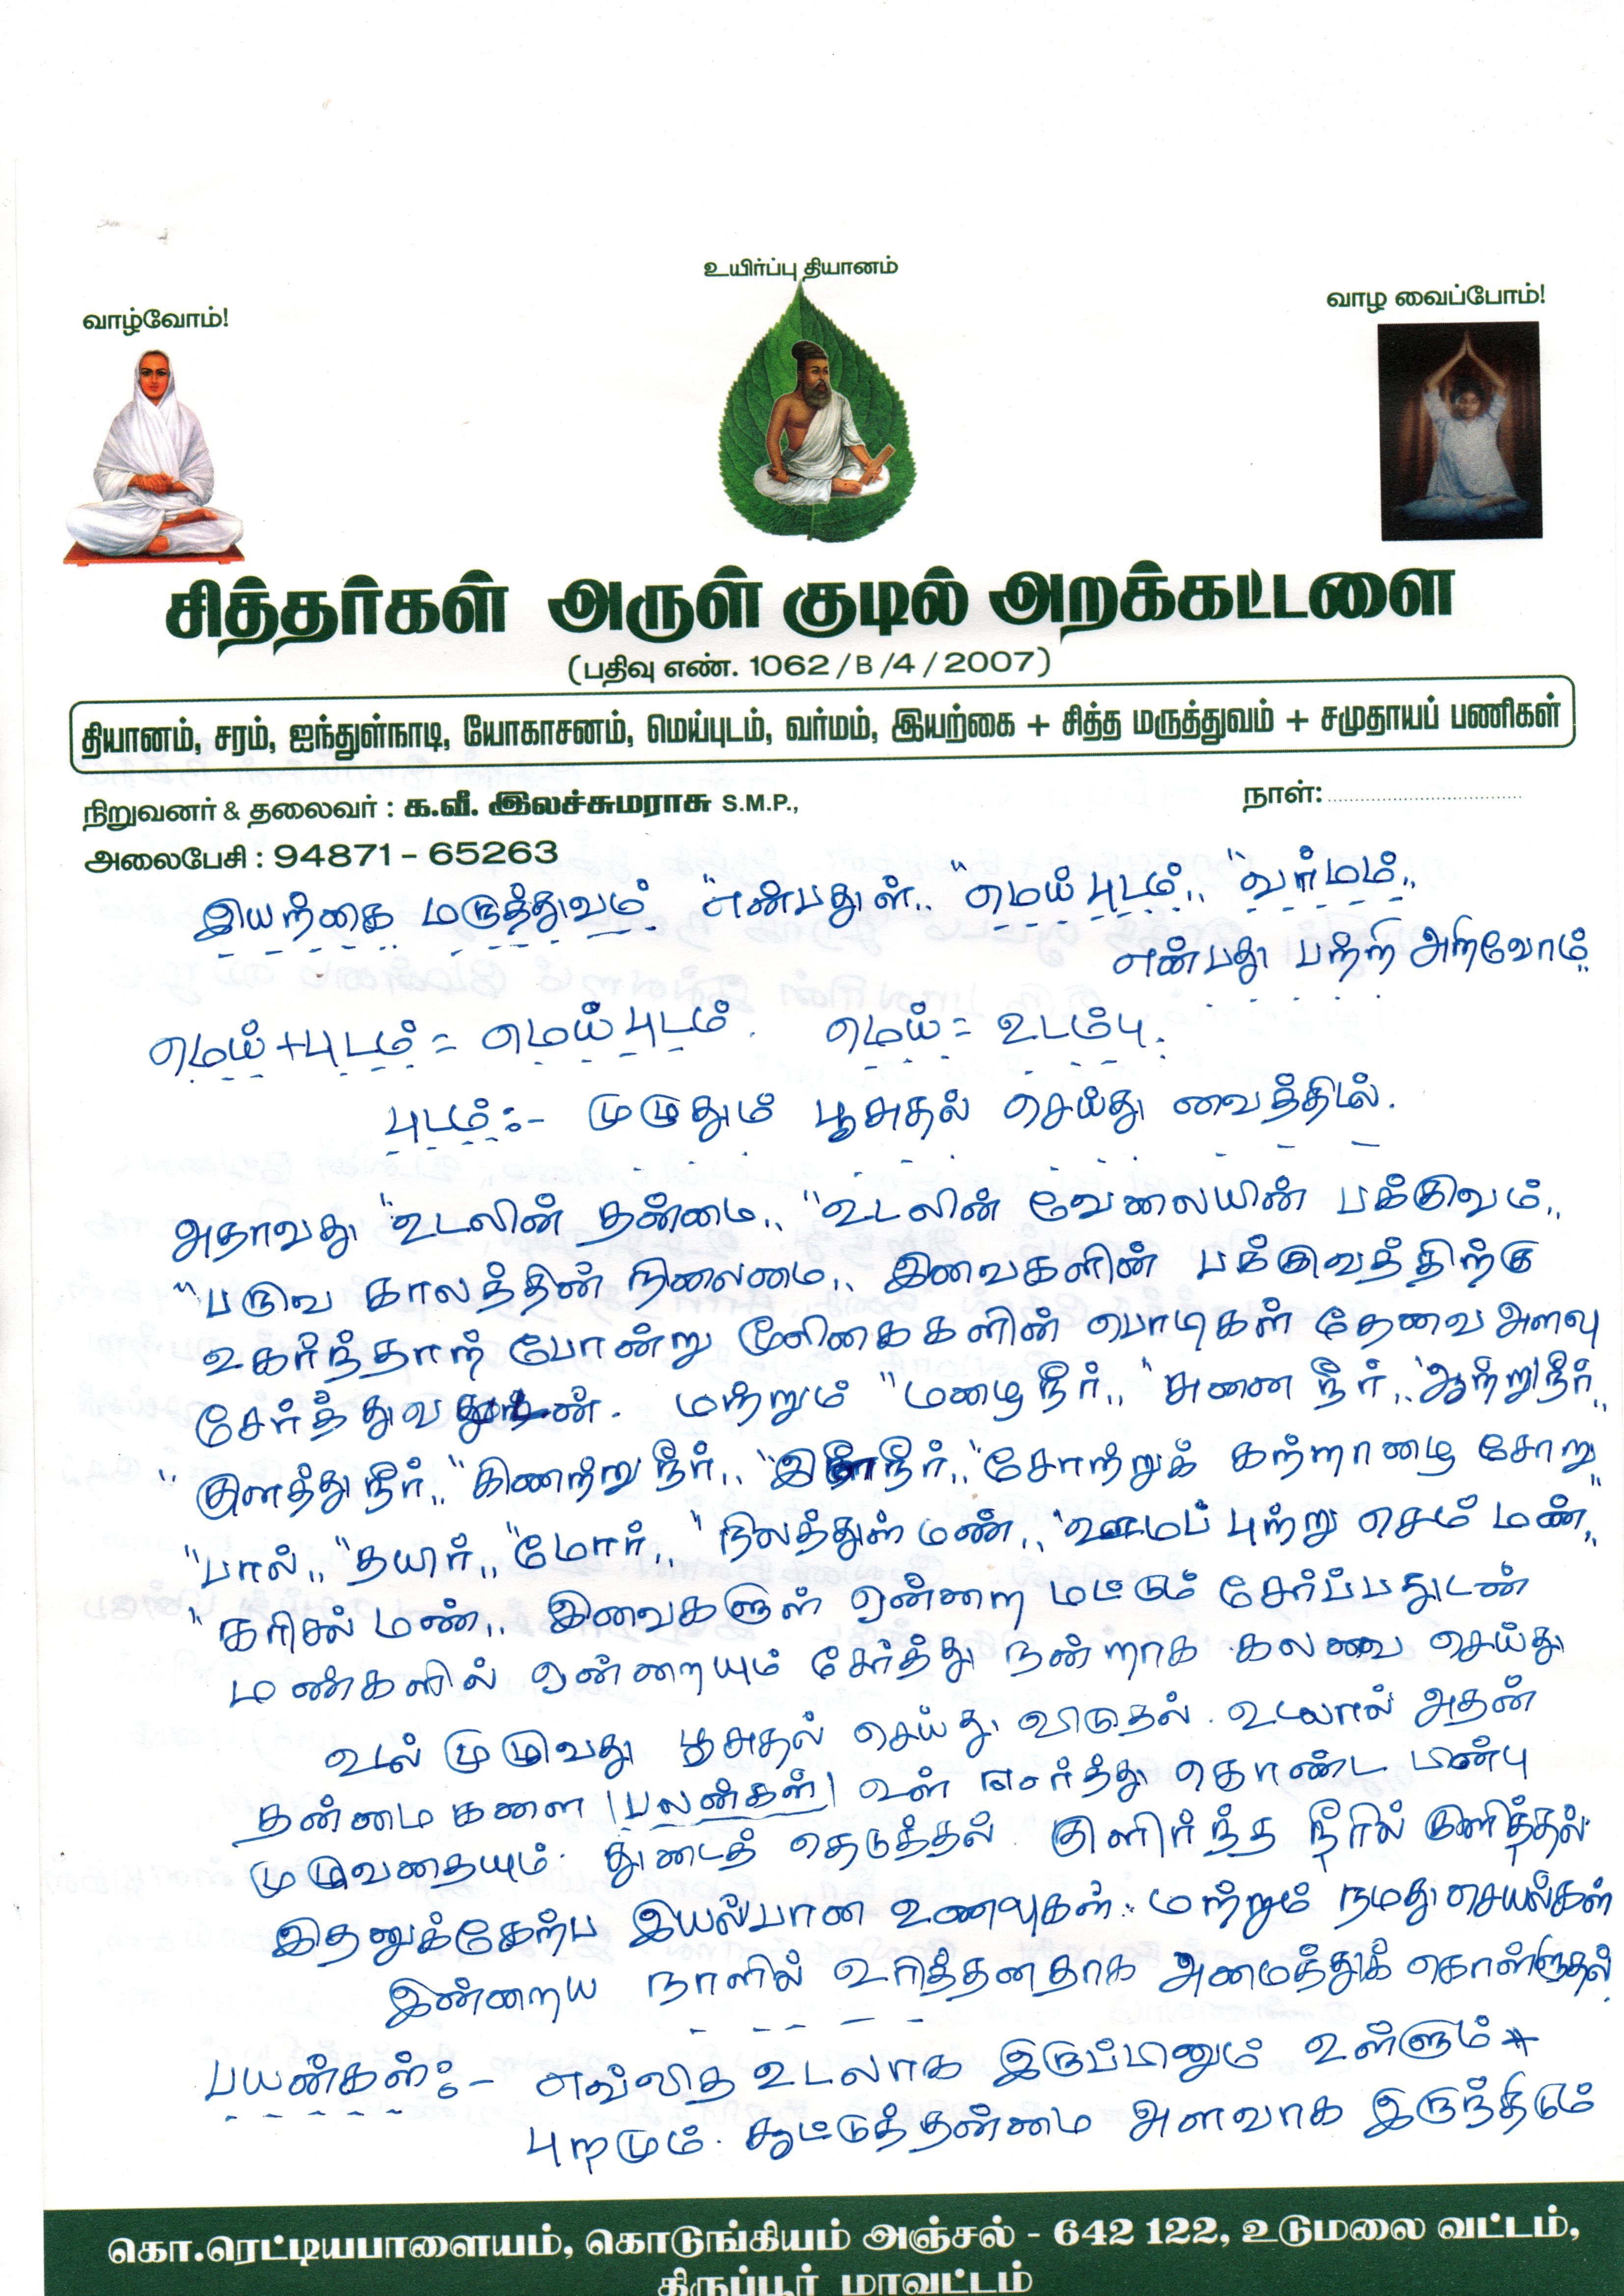 உயிர்ப்பு தியானம்
வாழ்வோம்!
வாழ வைப்போம்!
சித்தர்கள் அருள் குடில் அறக்கட்டளை
(பதிவு எண். 1062 / B / 4 / 2007)
தியானம், சரம், ஐந்துள்நாடி, யோகாசனம், மெய்புடம், வர்மம், இயற்கை + சித்த மருத்துவம் + சமுதாயப் பணிகள்
நிறுவனர் & தலைவர் : க.வீ. இலச்சுமராசு S.M.P.,
நாள்:
அலைபேசி : 94871 - 65263
இயற்கை மருத்துவம் "என்பதுள்" "மெய்புடம்" "வர்மம்"
என்பது பற்றி அறிவோம்"
மெய்+புடம் = மெய்புடம். மெய் = உடம்பு.
புடம்:- முழுதும் பூசுதல் செய்து வைத்திடல்.
அதாவது "உடலின் தன்மை" "உடலின் வேலையின் பக்குவம்"
"பருவ காலத்தின் நிலைமை" இவைகளின் பக்குவத்திற்கு
உகர்ந்தாற் போன்று மூலிகைகளின் பொடிகள் தேவை அளவு
சேர்த்துவதுடன். மற்றும் "மழைநீர்" "சுனை நீர்" "ஆற்றுநீர்"
"குளத்துநீர்" "கிணற்றுநீர்" "இளநீர்" "சோற்றுக் கற்றாழை சோறு"
"பால்" "தயிர்" "மோர்" "நிலத்துள் மண்" "ஊமப் புற்று செம் மண்"
"கரிசல் மண்" இவைகளுள் ஒன்றை மட்டும் சேர்ப்பதுடன்
மண்களில் ஒன்றையும் சேர்த்து நன்றாக கலவை செய்து
உடல் முழுவது பூசுதல் செய்து விடுதல். உடலால் அதன்
தன்மைகளை (பலன்கள்) உள் சேர்த்து கொண்ட பின்பு
முழுவதையும் துடைத் தெடுத்தல். குளிர்ந்த நீரில் குளித்தல்
இதனுக்கேற்ப இயல்பான உணவுகள். மற்றும் நமது செயல்கள்
இன்றைய நாளில் உரித்தனதாக அமைத்துக் கொள்ளுதல்.
பயன்கள்:- எவ்வித உடலாக இருப்பினும் உள்ளும் +
புறமும். கூட்டுத்தன்மை அளவாக இருந்திடும்
கொ.ரெட்டியபாளையம், கொடுங்கியம் அஞ்சல் - 642 122, உடுமலை வட்டம்,
திருப்பூர் மாவட்டம்